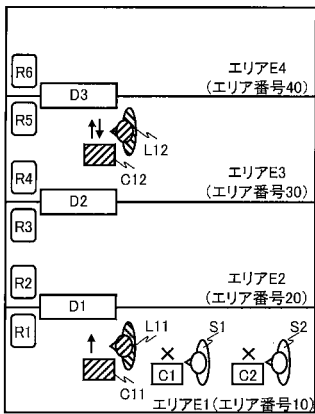 R6
エリアE4
(エリア番号40)
D3
R5
L12
C12
R4
エリアE3
(エリア番号30)
D2
R3
R2
エリアE2
(エリア番号20)
D1
R1
L11
S1
S2
×
×
C1
C2
C11
エリアE1(エリア番号10)